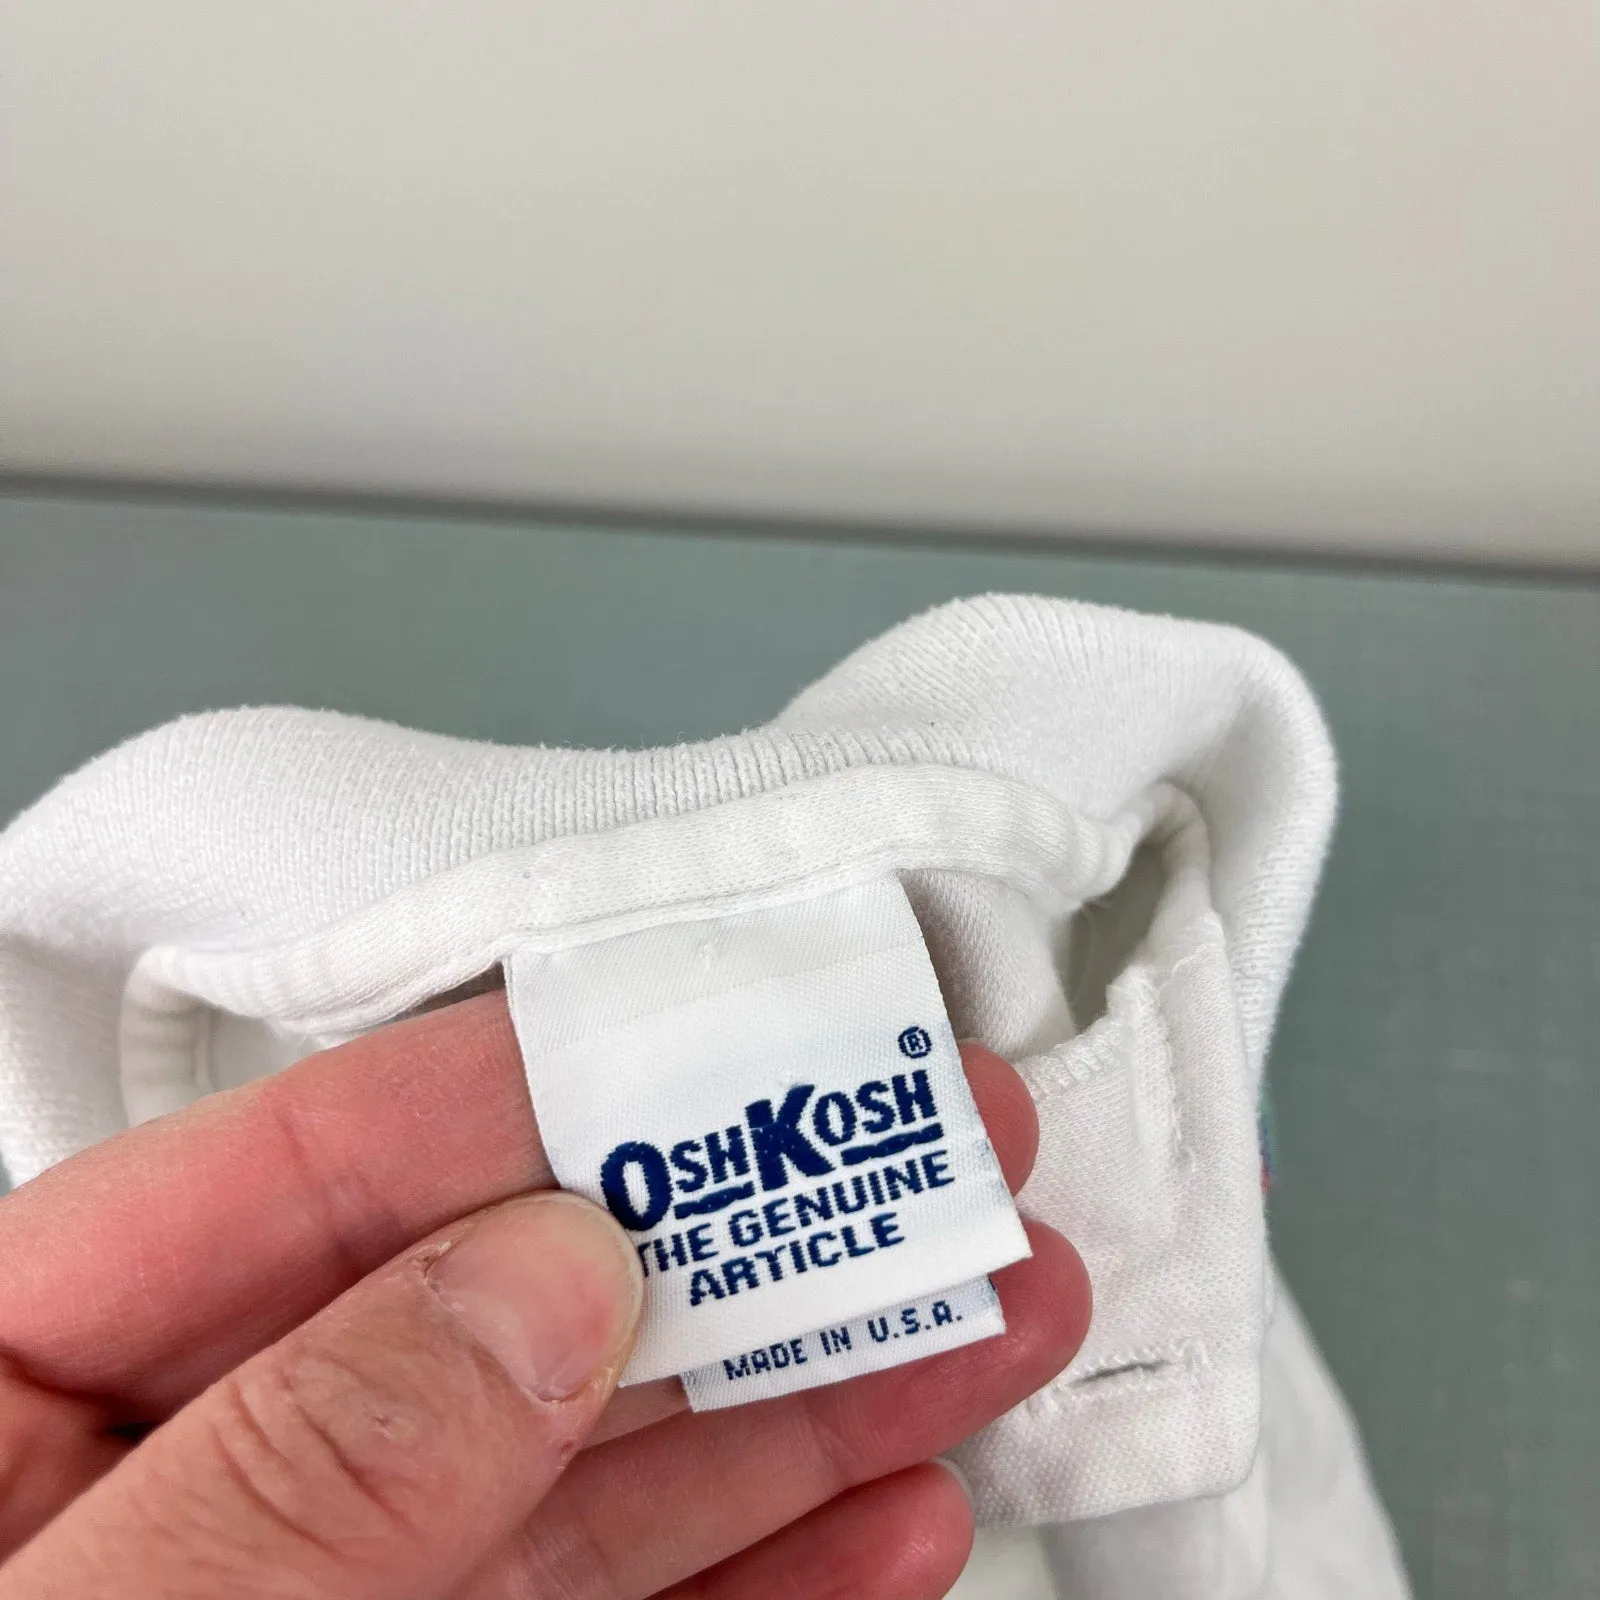 ®
OSHKOSH
THE GENUINE
ARTICLE
MADE IN U.S.A.